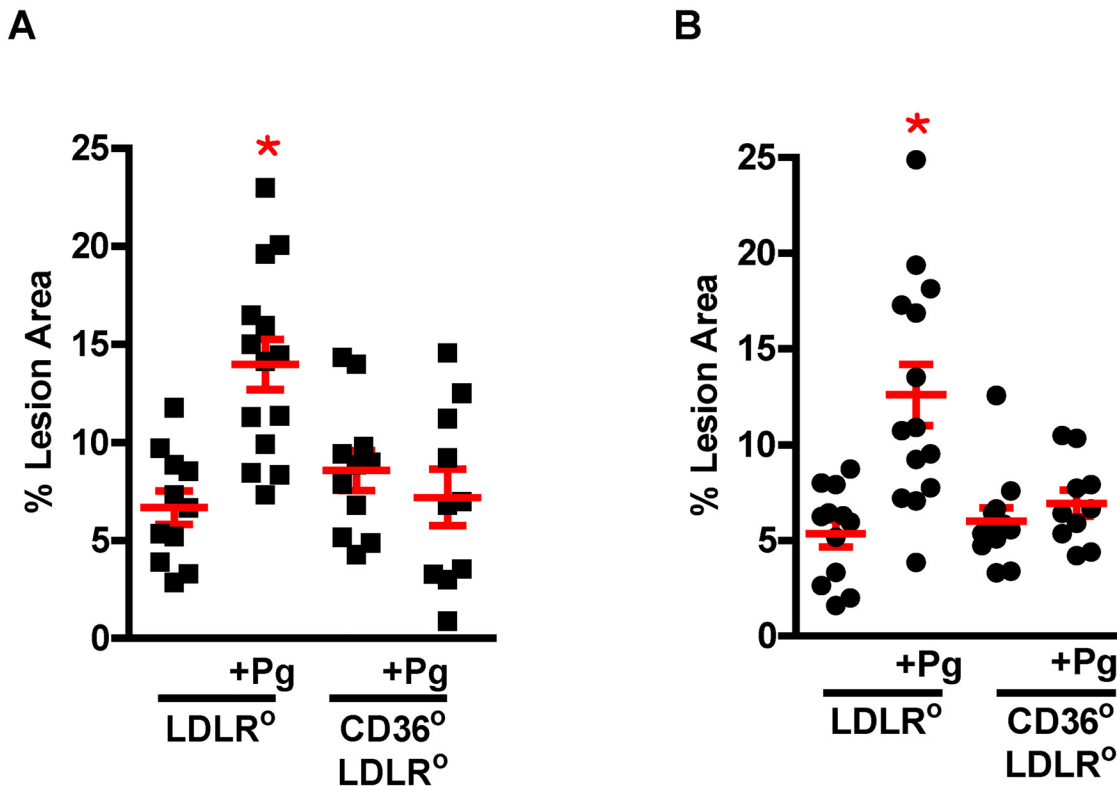 A
% Lesion Area
25
20
15
10
5
0
*
+Pg
+Pg
LDLRº
CD36º
LDLRº
B
% Lesion Area
25
20
15
10
5
0
*
+Pg
+Pg
LDLRº
CD36º
LDLRº